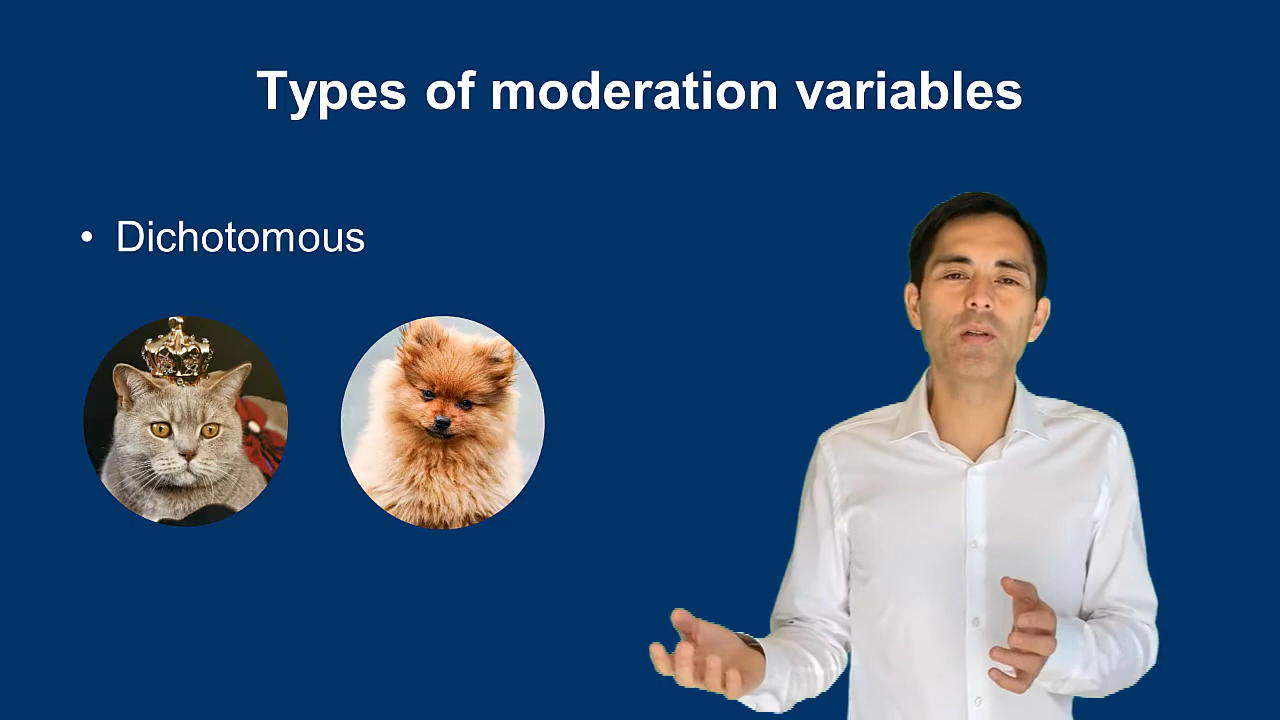 Types of moderation variables
• Dichotomous